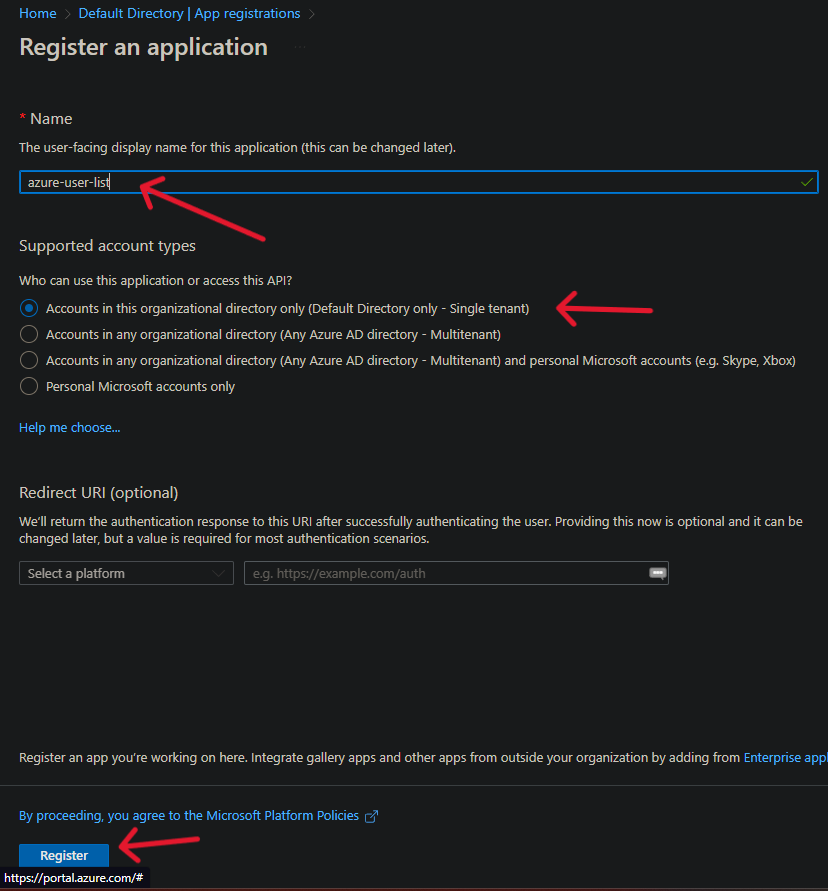 Home > Default Directory | App registrations >
Register an application ...
* Name
The user-facing display name for this application (this can be changed later).
azure-user-list
Supported account types
Who can use this application or access this API?
Accounts in this organizational directory only (Default Directory only - Single tenant)
Accounts in any organizational directory (Any Azure AD directory - Multitenant)
Accounts in any organizational directory (Any Azure AD directory - Multitenant) and personal Microsoft accounts (e.g. Skype, Xbox)
Personal Microsoft accounts only
Help me choose...
Redirect URI (optional)
We'll return the authentication response to this URI after successfully authenticating the user. Providing this now is optional and it can be
changed later, but a value is required for most authentication scenarios.
Select a platform
e.g. https://example.com/auth
Register an app you're working on here. Integrate gallery apps and other apps from outside your organization by adding from Enterprise appl
By proceeding, you agree to the Microsoft Platform Policies
Register
https://portal.azure.com/#